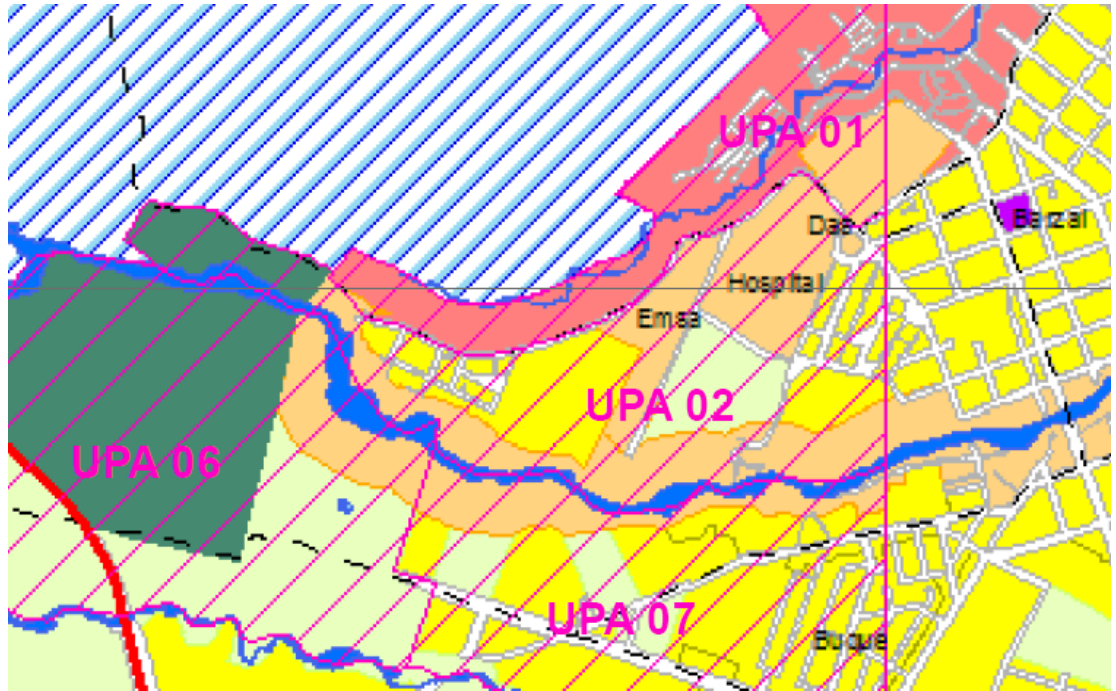 UPA 01
Das
Barzal
Hospital
Emsa
UPA 02
UPA 06
UPA 07
Buque